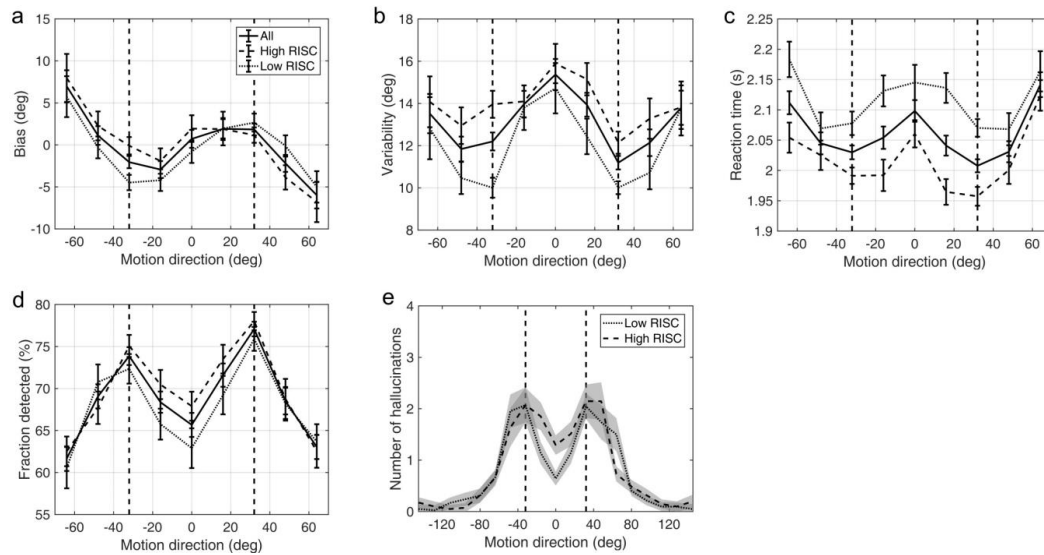 a
15
10
5
0
-5
-10
-15
Bias (deg)
-60 -40 -20 0 20 40 60
Motion direction (deg)
All
High RISC
Low RISC
b
18
16
14
12
10
8
Variability (deg)
-60 -40 -20 0 20 40 60
Motion direction (deg)
c
2.25
2.2
2.15
2.1
2.05
2
1.95
1.9
Reaction time (s)
-60 -40 -20 0 20 40 60
Motion direction (deg)
d
80
75
70
65
60
55
Fraction detected (%)
-60 -40 -20 0 20 40 60
Motion direction (deg)
e
4
3
2
1
0
Number of hallucinations
-120 -80 -40 0 40 80 120
Motion direction (deg)
Low RISC
High RISC